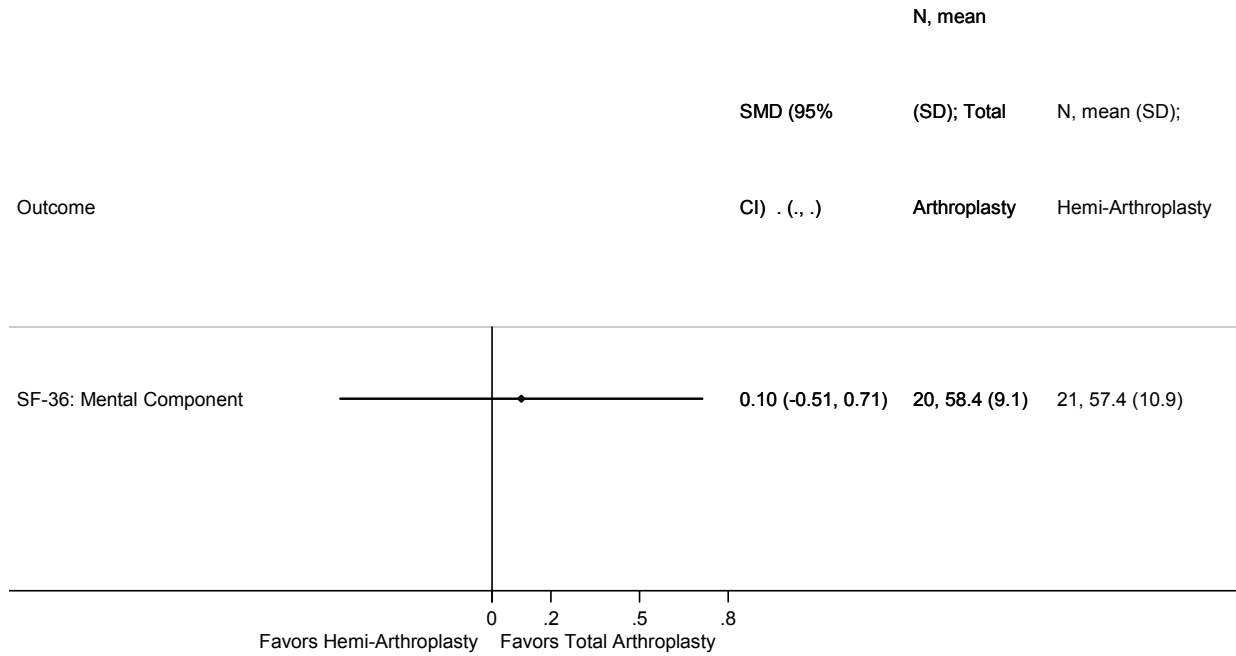 N, mean
SMD (95% (SD); Total N, mean (SD);
Outcome CI) . (., .) Arthroplasty Hemi-Arthroplasty
SF-36: Mental Component 0.10 (-0.51, 0.71) 20, 58.4 (9.1) 21, 57.4 (10.9)
0 .2 .5 .8
Favors Hemi-Arthroplasty Favors Total Arthroplasty